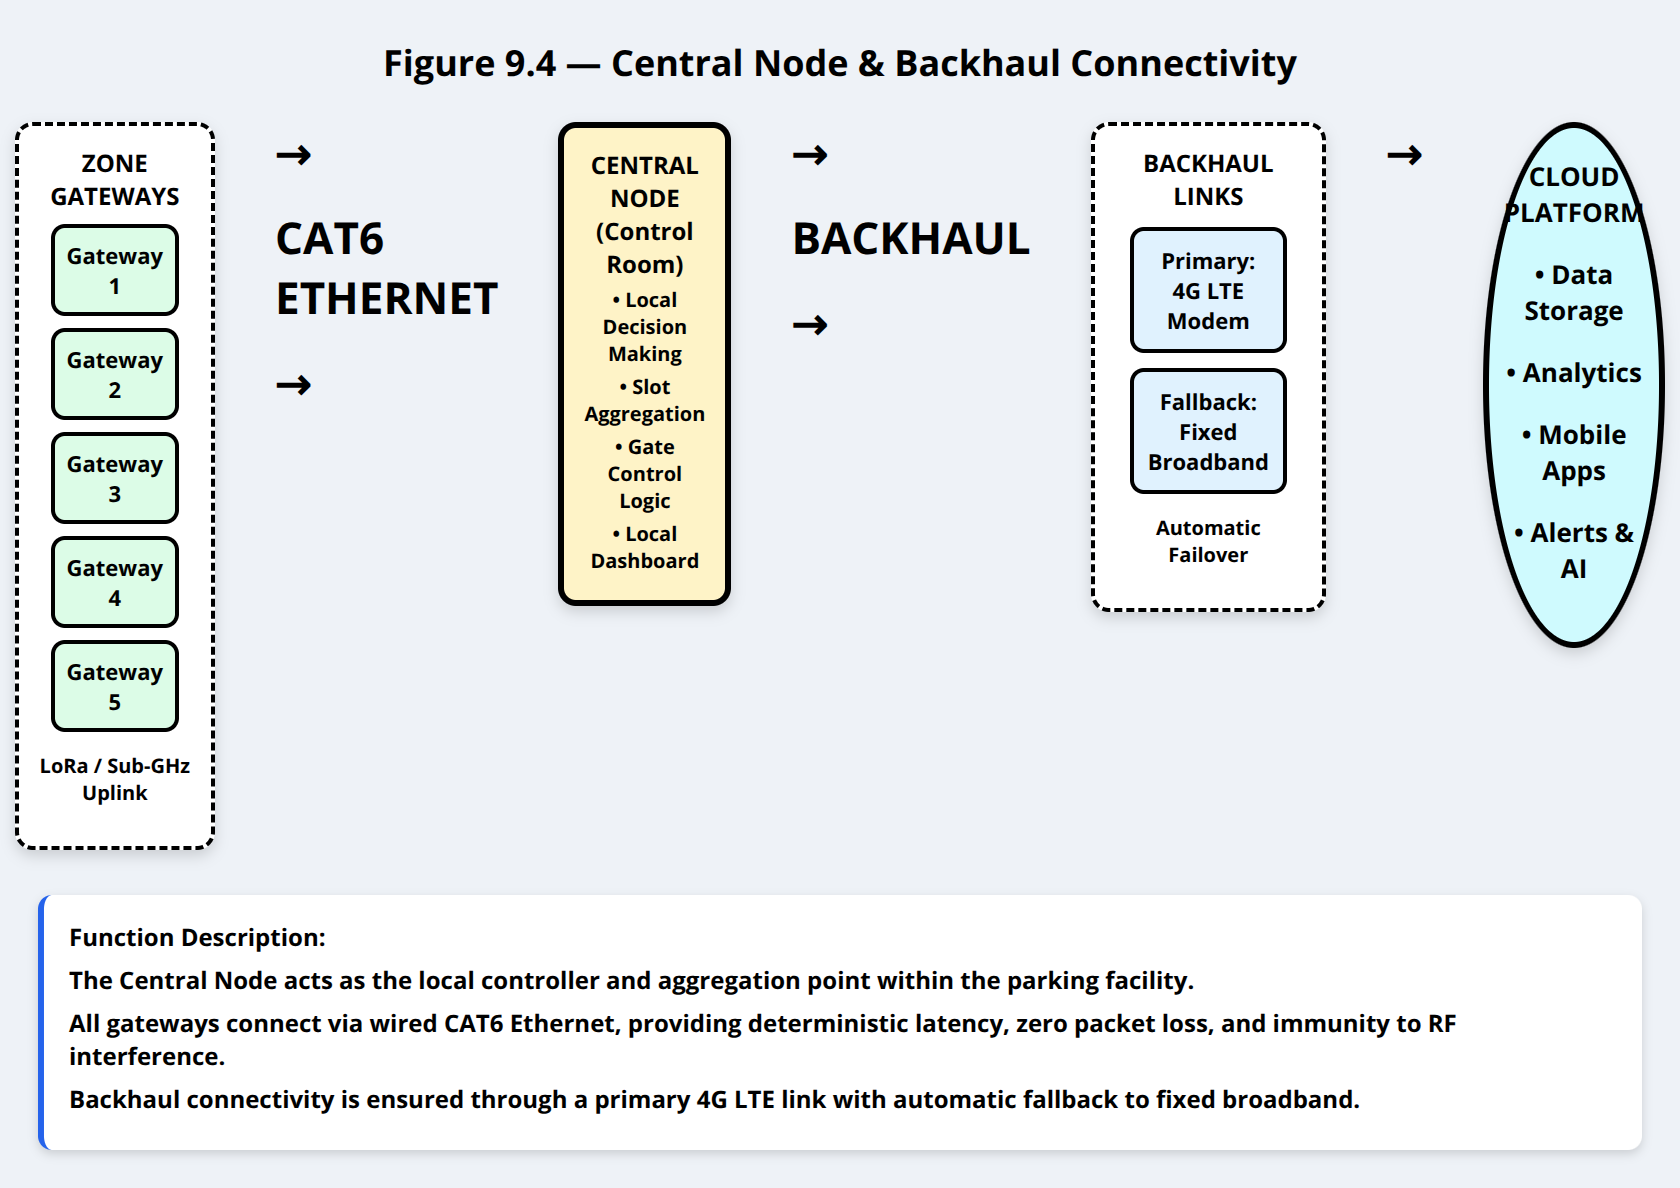 Figure 9.4 — Central Node & Backhaul Connectivity
ZONE
GATEWAYS
Gateway
1
Gateway
2
Gateway
3
Gateway
4
Gateway
5
LoRa / Sub-GHz
Uplink
→
CAT6
ETHERNET
→
CENTRAL
NODE
(Control
Room)
• Local
Decision
Making
• Slot
Aggregation
• Gate
Control
Logic
• Local
Dashboard
→
BACKHAUL
→
BACKHAUL
LINKS
Primary:
4G LTE
Modem
Fallback:
Fixed
Broadband
Automatic
Failover
→
CLOUD
PLATFORM
• Data
Storage
• Analytics
• Mobile
Apps
• Alerts &
AI
Function Description:
The Central Node acts as the local controller and aggregation point within the parking facility.
All gateways connect via wired CAT6 Ethernet, providing deterministic latency, zero packet loss, and immunity to RF
interference.
Backhaul connectivity is ensured through a primary 4G LTE link with automatic fallback to fixed broadband.